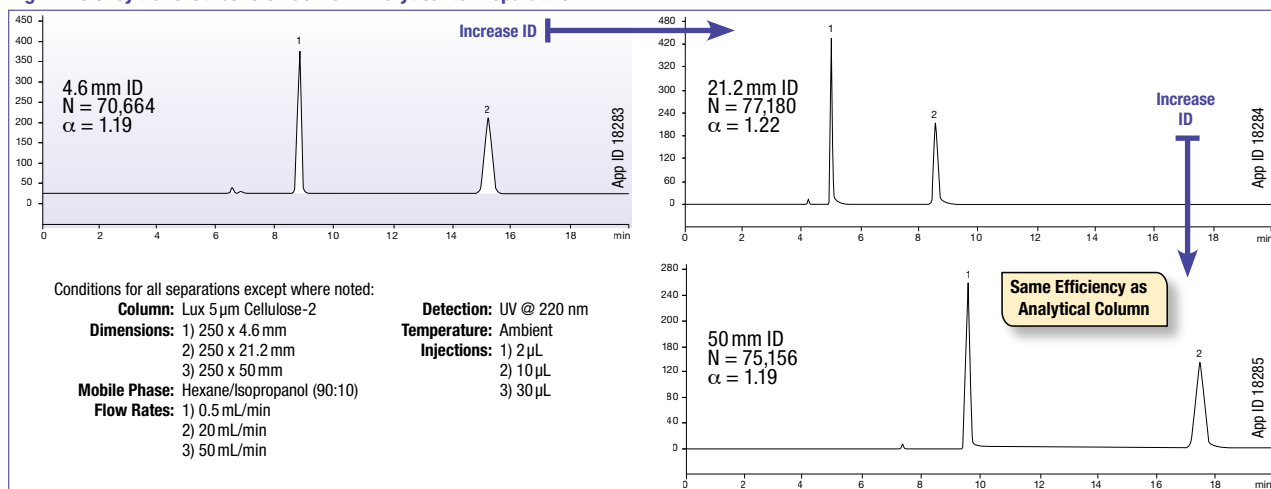 Increase ID
450
400
350
300
250
200
150
100
50
0
4.6 mm ID
N = 70,664
α = 1.19
1
2
App ID 18283
0 2 4 6 8 10 12 14 16 18 min
480
420
360
320
240
180
120
60
0
21.2 mm ID
N = 77,180
α = 1.22
1
2
Increase
ID
App ID 18284
0 2 4 6 8 10 12 14 16 18 min
Conditions for all separations except where noted:
Column: Lux 5 µm Cellulose-2
Dimensions: 1) 250 x 4.6 mm
2) 250 x 21.2 mm
3) 250 x 50 mm
Mobile Phase: Hexane/Isopropanol (90:10)
Flow Rates: 1) 0.5 mL/min
2) 20 mL/min
3) 50 mL/min
Detection: UV @ 220 nm
Temperature: Ambient
Injections: 1) 2 µL
2) 10 µL
3) 30 µL
280
240
200
160
120
80
40
0
50 mm ID
N = 75,156
α = 1.19
1
2
Same Efficiency as
Analytical Column
App ID 18285
0 2 4 6 8 10 12 14 16 18 min